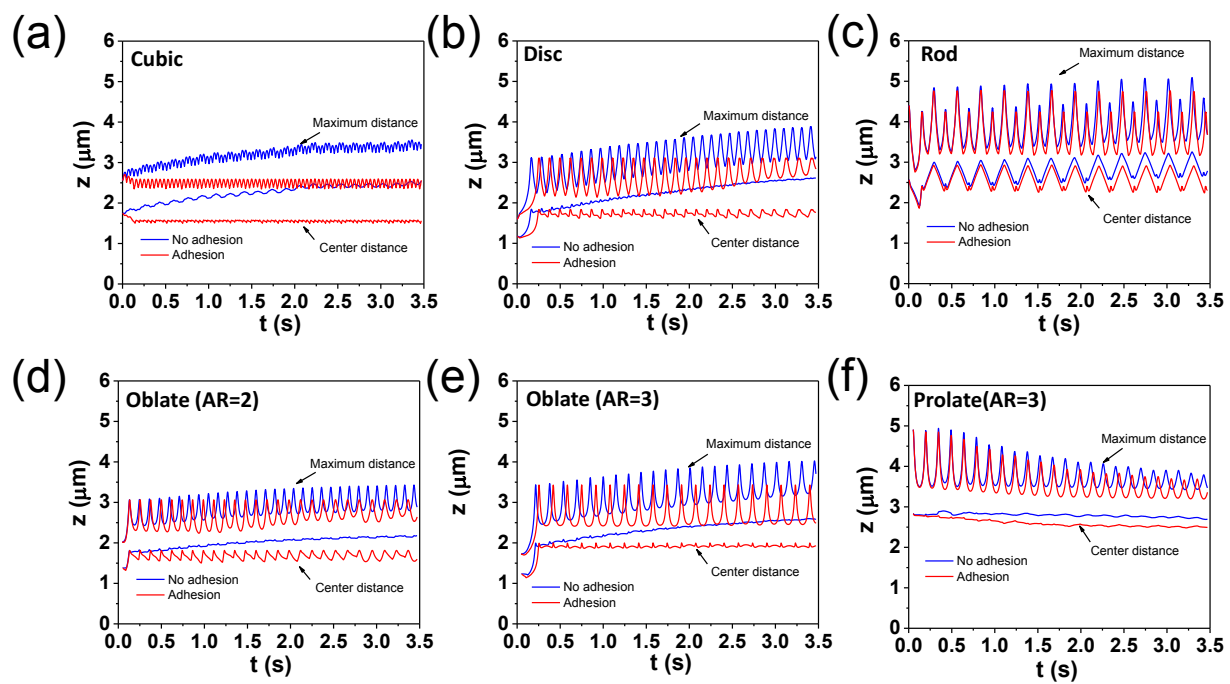 (a)
Cubic
Maximum distance
No adhesion
Adhesion
Center distance
z (μm)
6
5
4
3
2
1
0
0.0 0.5 1.0 1.5 2.0 2.5 3.0 3.5
t (s)
(b)
Disc
Maximum distance
No adhesion
Adhesion
Center distance
z (μm)
6
5
4
3
2
1
0
0.0 0.5 1.0 1.5 2.0 2.5 3.0 3.5
t (s)
(c)
Rod
Maximum distance
No adhesion
Adhesion
Center distance
z (μm)
6
5
4
3
2
1
0
0.0 0.5 1.0 1.5 2.0 2.5 3.0 3.5
t (s)
(d)
Oblate (AR=2)
Maximum distance
No adhesion
Adhesion
Center distance
z (μm)
6
5
4
3
2
1
0
0.0 0.5 1.0 1.5 2.0 2.5 3.0 3.5
t (s)
(e)
Oblate (AR=3)
Maximum distance
No adhesion
Adhesion
Center distance
z (μm)
6
5
4
3
2
1
0
0.0 0.5 1.0 1.5 2.0 2.5 3.0 3.5
t (s)
(f)
Prolate(AR=3)
Maximum distance
No adhesion
Adhesion
Center distance
z (μm)
6
5
4
3
2
1
0
0.0 0.5 1.0 1.5 2.0 2.5 3.0 3.5
t (s)